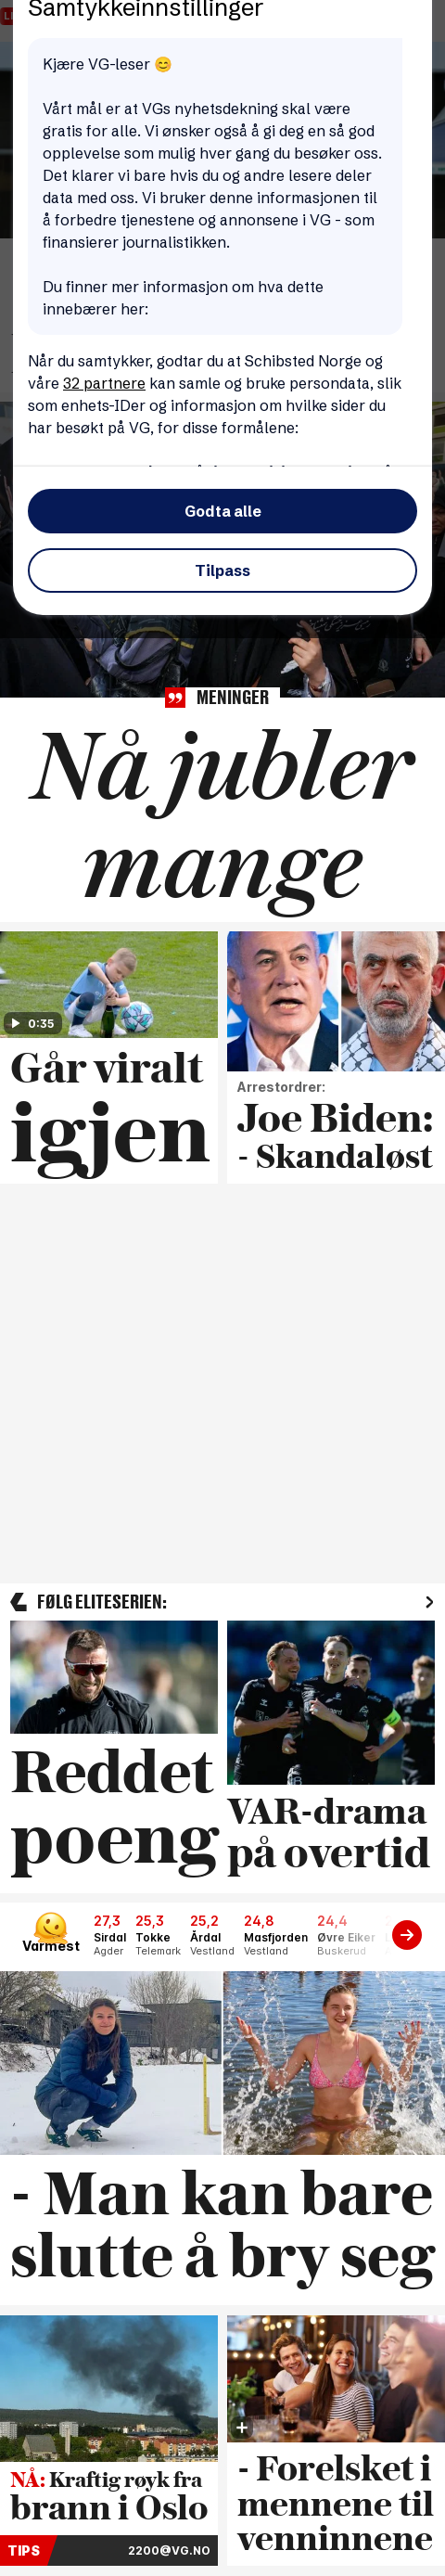 Samtykkeinnstillinger
Kjære VG-leser 😊
Vårt mål er at VGs nyhetsdekning skal være
gratis for alle. Vi ønsker også å gi deg en så god
opplevelse som mulig hver gang du besøker oss.
Det klarer vi bare hvis du og andre lesere deler
data med oss. Vi bruker denne informasjonen til
å forbedre tjenestene og annonsene i VG - som
finansierer journalistikken.
Du finner mer informasjon om hva dette
innebærer her:
Når du samtykker, godtar du at Schibsted Norge og
våre 32 partnere kan samle og bruke persondata, slik
som enhets-IDer og informasjon om hvilke sider du
har besøkt på VG, for disse formålene:
Godta alle
Tilpass
MENINGER
Nå jubler
mange
0:35
Går viralt
igjen
Arrestordrer:
Joe Biden:
- Skandaløst
FØLG ELITESERIEN:
Reddet
poeng
VAR-drama
på overtid
Varmest
27,3 25,3 25,2 24,8 24,4
Sirdal Tokke Årdal Masfjorden Øvre Eiker
Agder Telemark Vestland Vestland Buskerud
- Man kan bare
slutte å bry seg
NÅ: Kraftig røyk fra
brann i Oslo
TIPS 2200@VG.NO
- Forelsket i
mennene til
venninnene